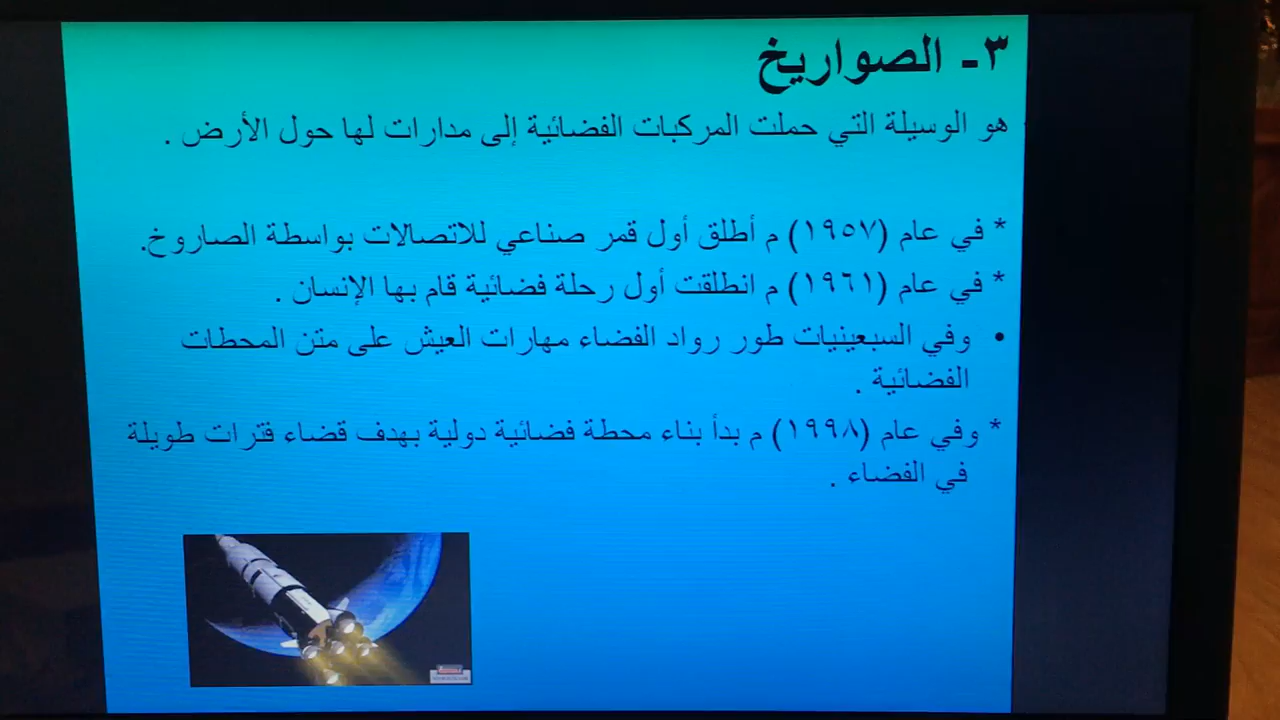 ٣- الصواريخ
هو الوسيلة التي حملت المركبات الفضائية إلى مدارات لها حول الأرض .
* في عام (١٩٥٧) م أطلق أول قمر صناعي للاتصالات بواسطة الصاروخ.
* في عام (١٩٦١) م انطلقت أول رحلة فضائية قام بها الإنسان .
• وفي السبعينيات طور رواد الفضاء مهارات العيش على متن المحطات
الفضائية .
* وفي عام (١٩٩٨) م بدأ بناء محطة فضائية دولية بهدف قضاء فترات طويلة
في الفضاء .